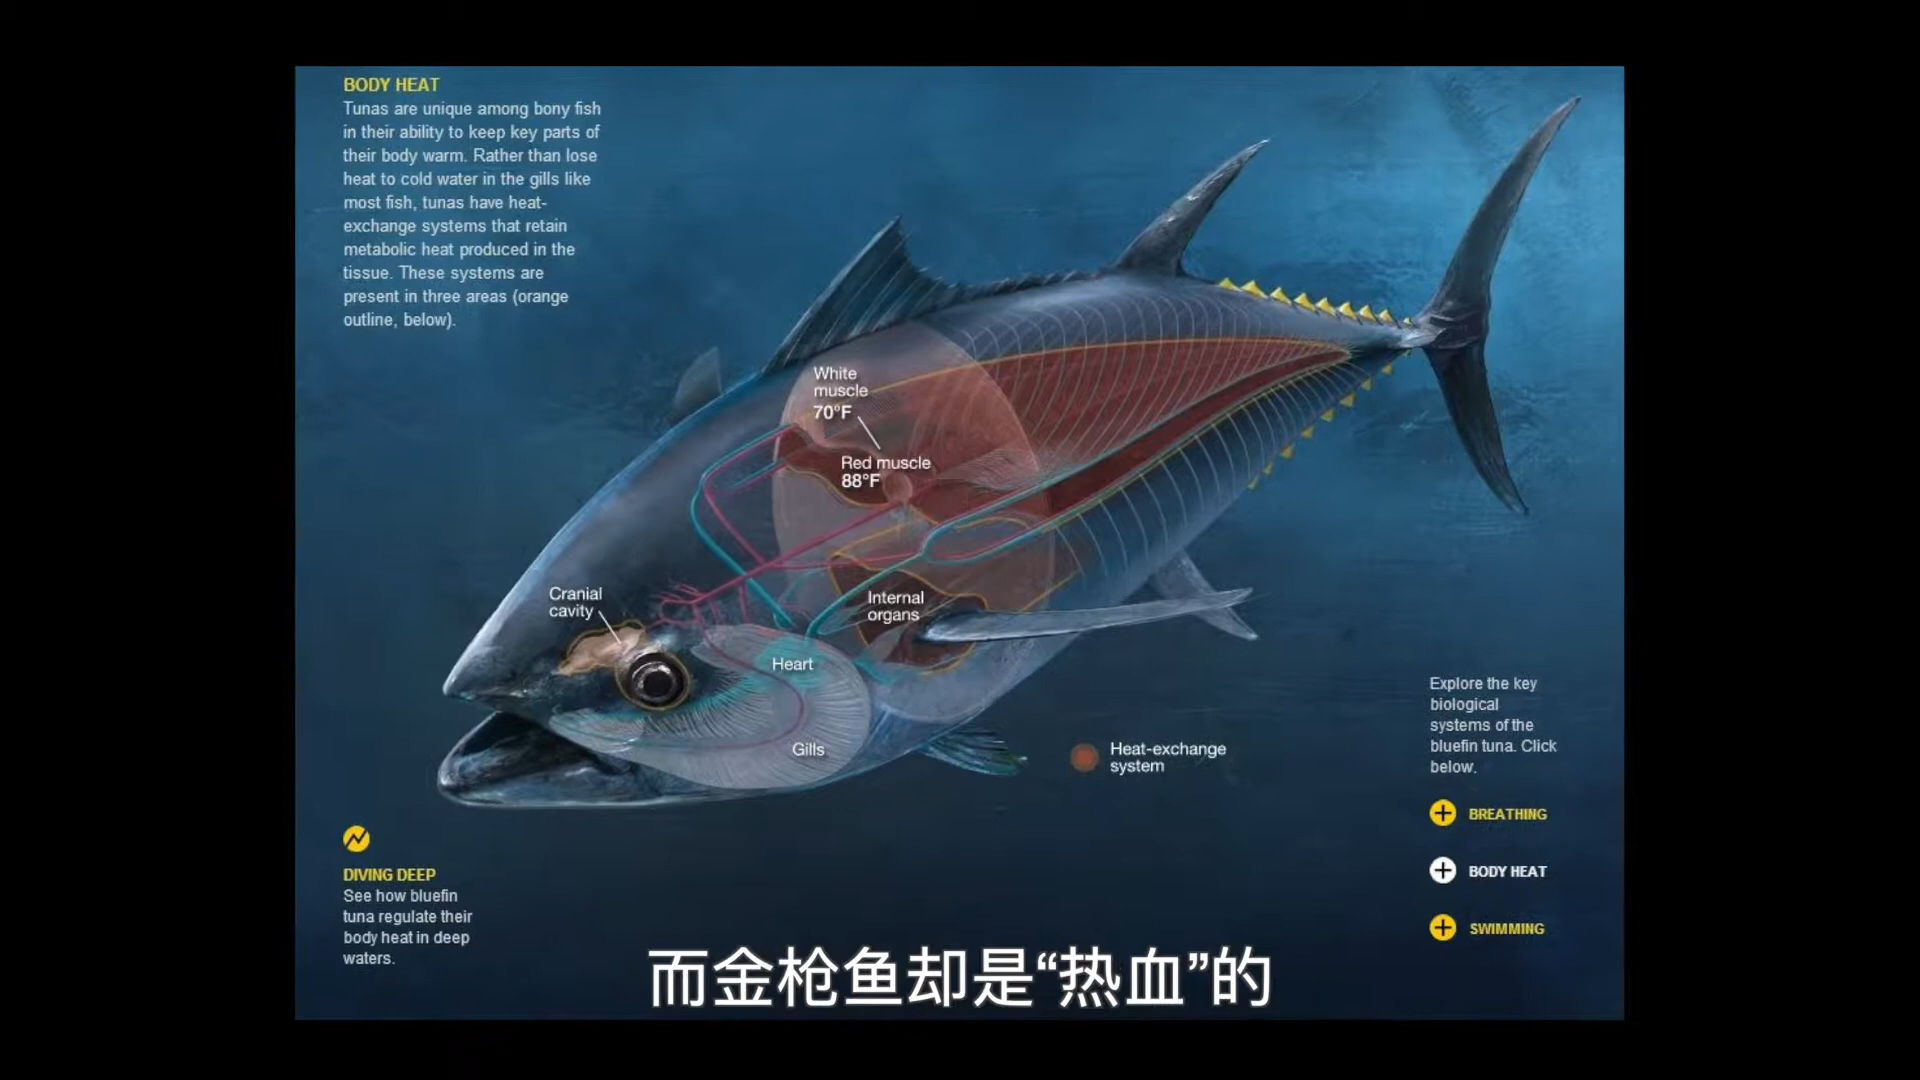 BODY HEAT
Tunas are unique among bony fish
in their ability to keep key parts of
their body warm. Rather than lose
heat to cold water in the gills like
most fish, tunas have heat-
exchange systems that retain
metabolic heat produced in the
tissue. These systems are
present in three areas (orange
outline, below).
White
muscle
70°F
Red muscle
88°F
Cranial
cavity
Internal
organs
Heart
Gills
Heat-exchange
system
Explore the key
biological
systems of the
bluefin tuna. Click
below.
BREATHING
BODY HEAT
SWIMMING
DIVING DEEP
See how bluefin
tuna regulate their
body heat in deep
waters.
而金枪鱼却是“热血”的